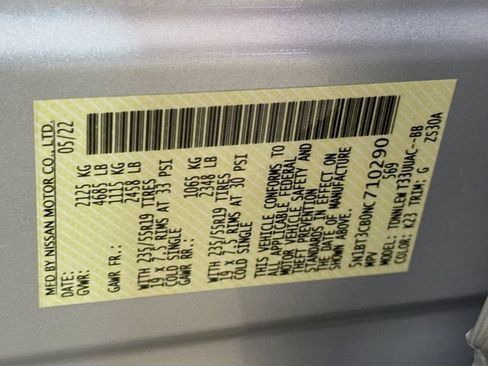 MFD BY NISSAN MOTOR CO., LTD.
DATE: 05/22
GVWR: 2125 KG
4685 LB
GAWR FR.: 1115 KG
2458 LB
WITH 235/55R19 TIRES
19 X 7.5 RIMS AT 33 PSI
COLD SINGLE
GAWR RR.: 1065 KG
2348 LB
WITH 235/55R19 TIRES
19 X 7.5 RIMS AT 30 PSI
COLD SINGLE
THIS VEHICLE CONFORMS TO
ALL APPLICABLE FEDERAL
MOTOR VEHICLE SAFETY AND
THEFT PREVENTION
STANDARDS IN EFFECT ON
THE DATE OF MANUFACTURE
SHOWN ABOVE.
5N1BT3CB0NC710290
MPV 569
MODEL: TDNNLEWT33UUAC--BB
COLOR: K23 TRIM: G
ZS30A